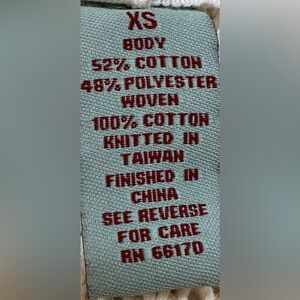 XS
BODY
52% COTTON
48% POLYESTER
WOVEN
100% COTTON
KNITTED IN
TAIWAN
FINISHED IN
CHINA
SEE REVERSE
FOR CARE
RN 66170